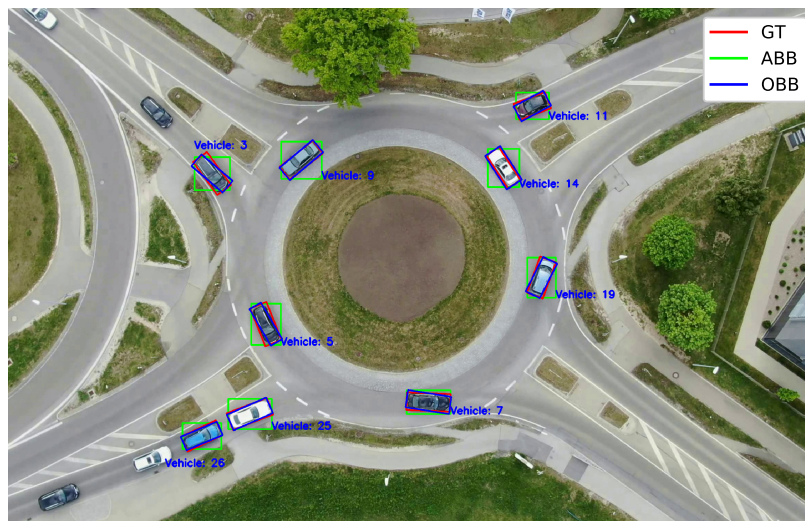 GT
ABB
OBB
Vehicle: 11
Vehicle: 3
Vehicle: 9
Vehicle: 14
Vehicle: 19
Vehicle: 5
Vehicle: 7
Vehicle: 25
Vehicle: 26